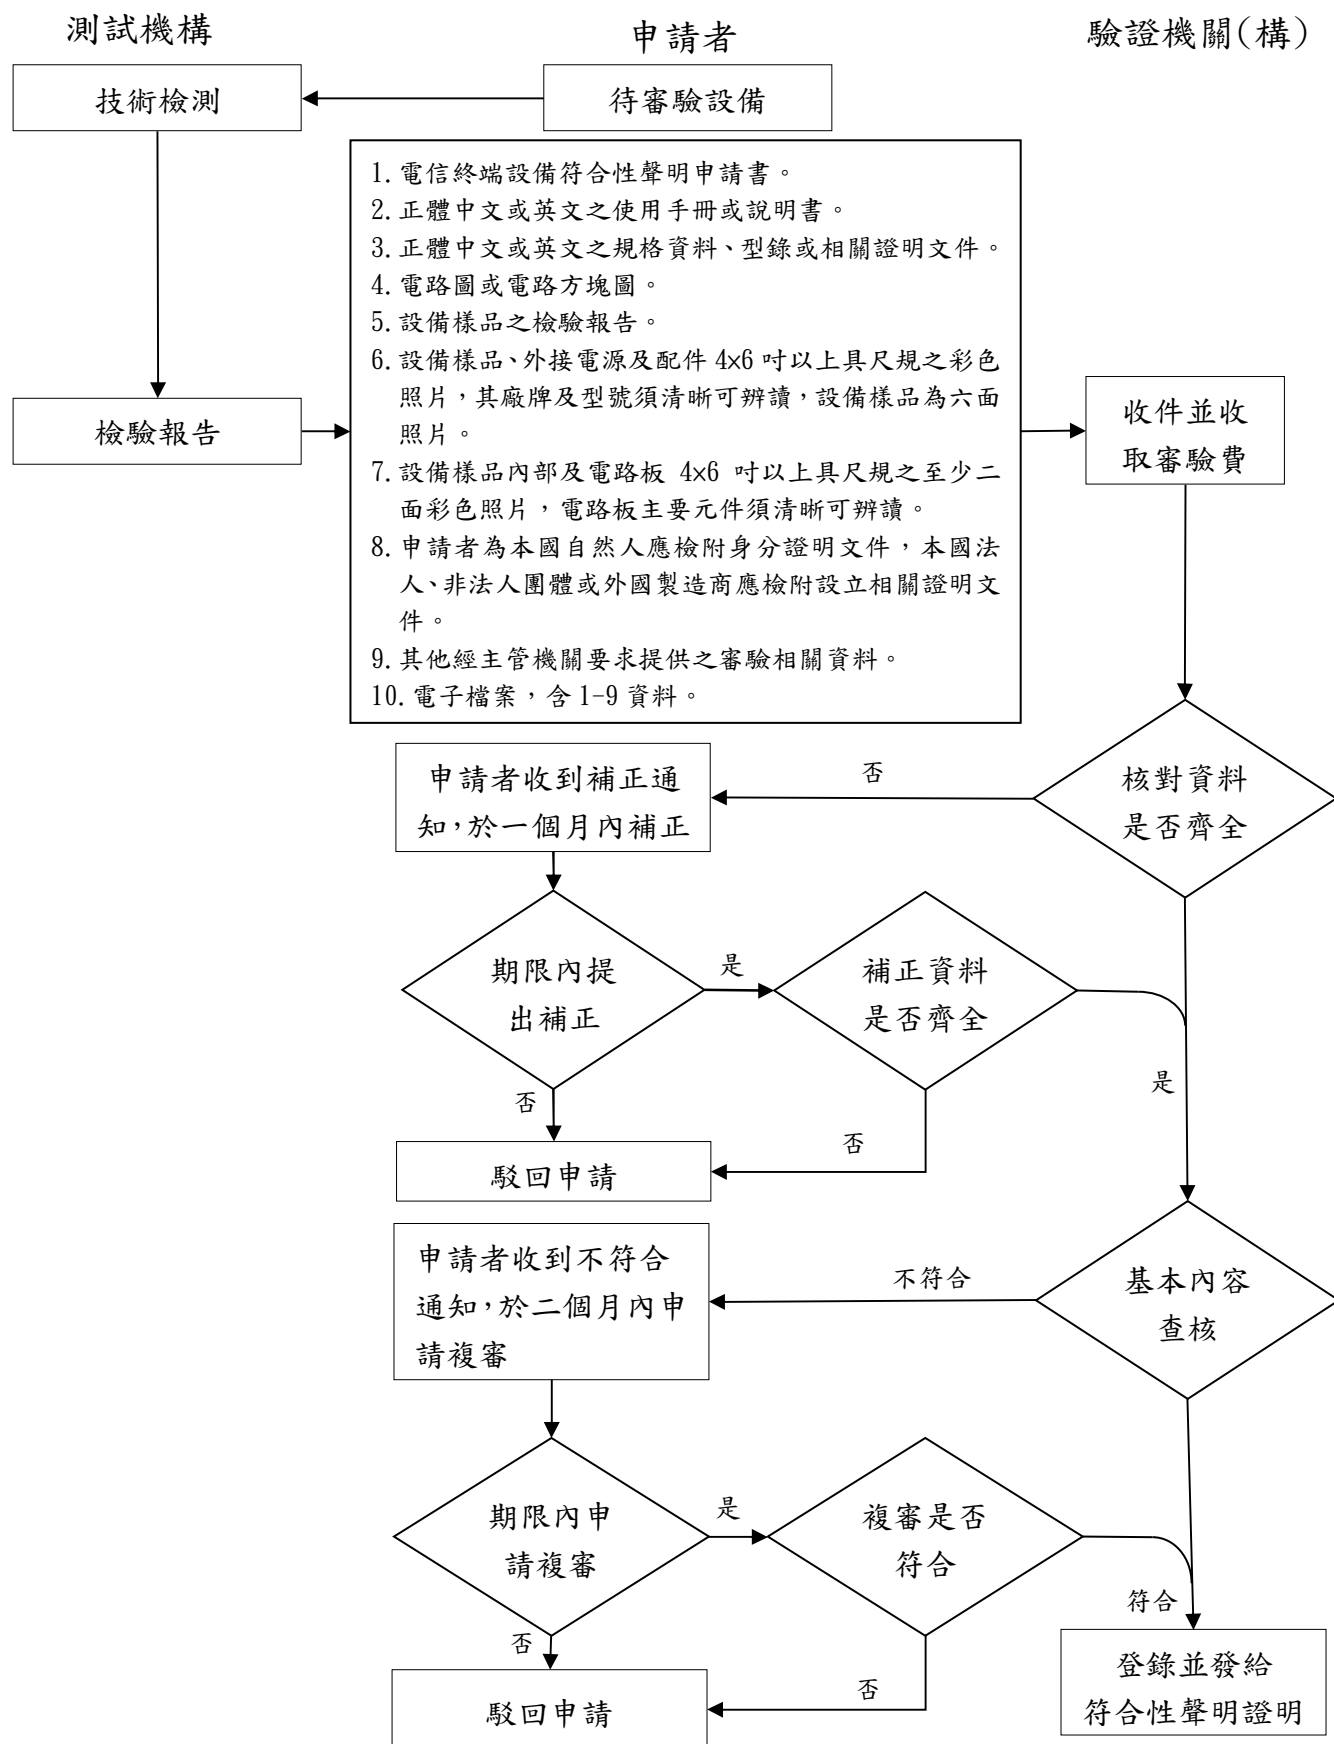 測試機構
申請者
驗證機關(構)
技術檢測
待審驗設備
1.電信終端設備符合性聲明申請書。
2.正體中文或英文之使用手冊或說明書。
3.正體中文或英文之規格資料、型錄或相關證明文件。
4.電路圖或電路方塊圖。
5.設備樣品之檢驗報告。
6.設備樣品、外接電源及配件 4×6 吋以上具尺規之彩色
照片，其廠牌及型號須清晰可辨讀，設備樣品為六面
照片。
7.設備樣品內部及電路板 4×6 吋以上具尺規之至少二
面彩色照片，電路板主要元件須清晰可辨讀。
8.申請者為本國自然人應檢附身分證明文件，本國法
人、非法人團體或外國製造商應檢附設立相關證明文
件。
9.其他經主管機關要求提供之審驗相關資料。
10.電子檔案，含 1-9 資料。
檢驗報告
收件並收
取審驗費
核對資料
是否齊全
否
申請者收到補正通
知，於一個月內補正
期限內提
出補正
是
補正資料
是否齊全
是
否
否
駁回申請
基本內容
查核
不符合
申請者收到不符合
通知，於二個月內申
請複審
期限內申
請複審
是
複審是否
符合
符合
否
否
駁回申請
登錄並發給
符合性聲明證明